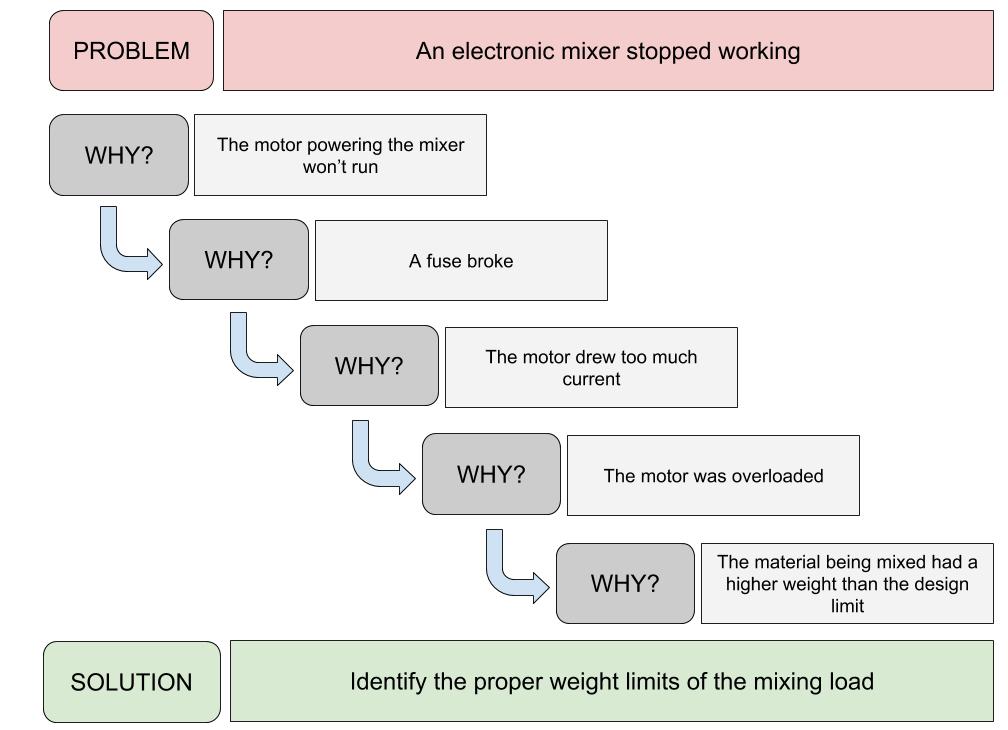 PROBLEM
An electronic mixer stopped working
WHY?
The motor powering the mixer
won’t run
WHY?
A fuse broke
WHY?
The motor drew too much
current
WHY?
The motor was overloaded
WHY?
The material being mixed had a
higher weight than the design
limit
SOLUTION
Identify the proper weight limits of the mixing load